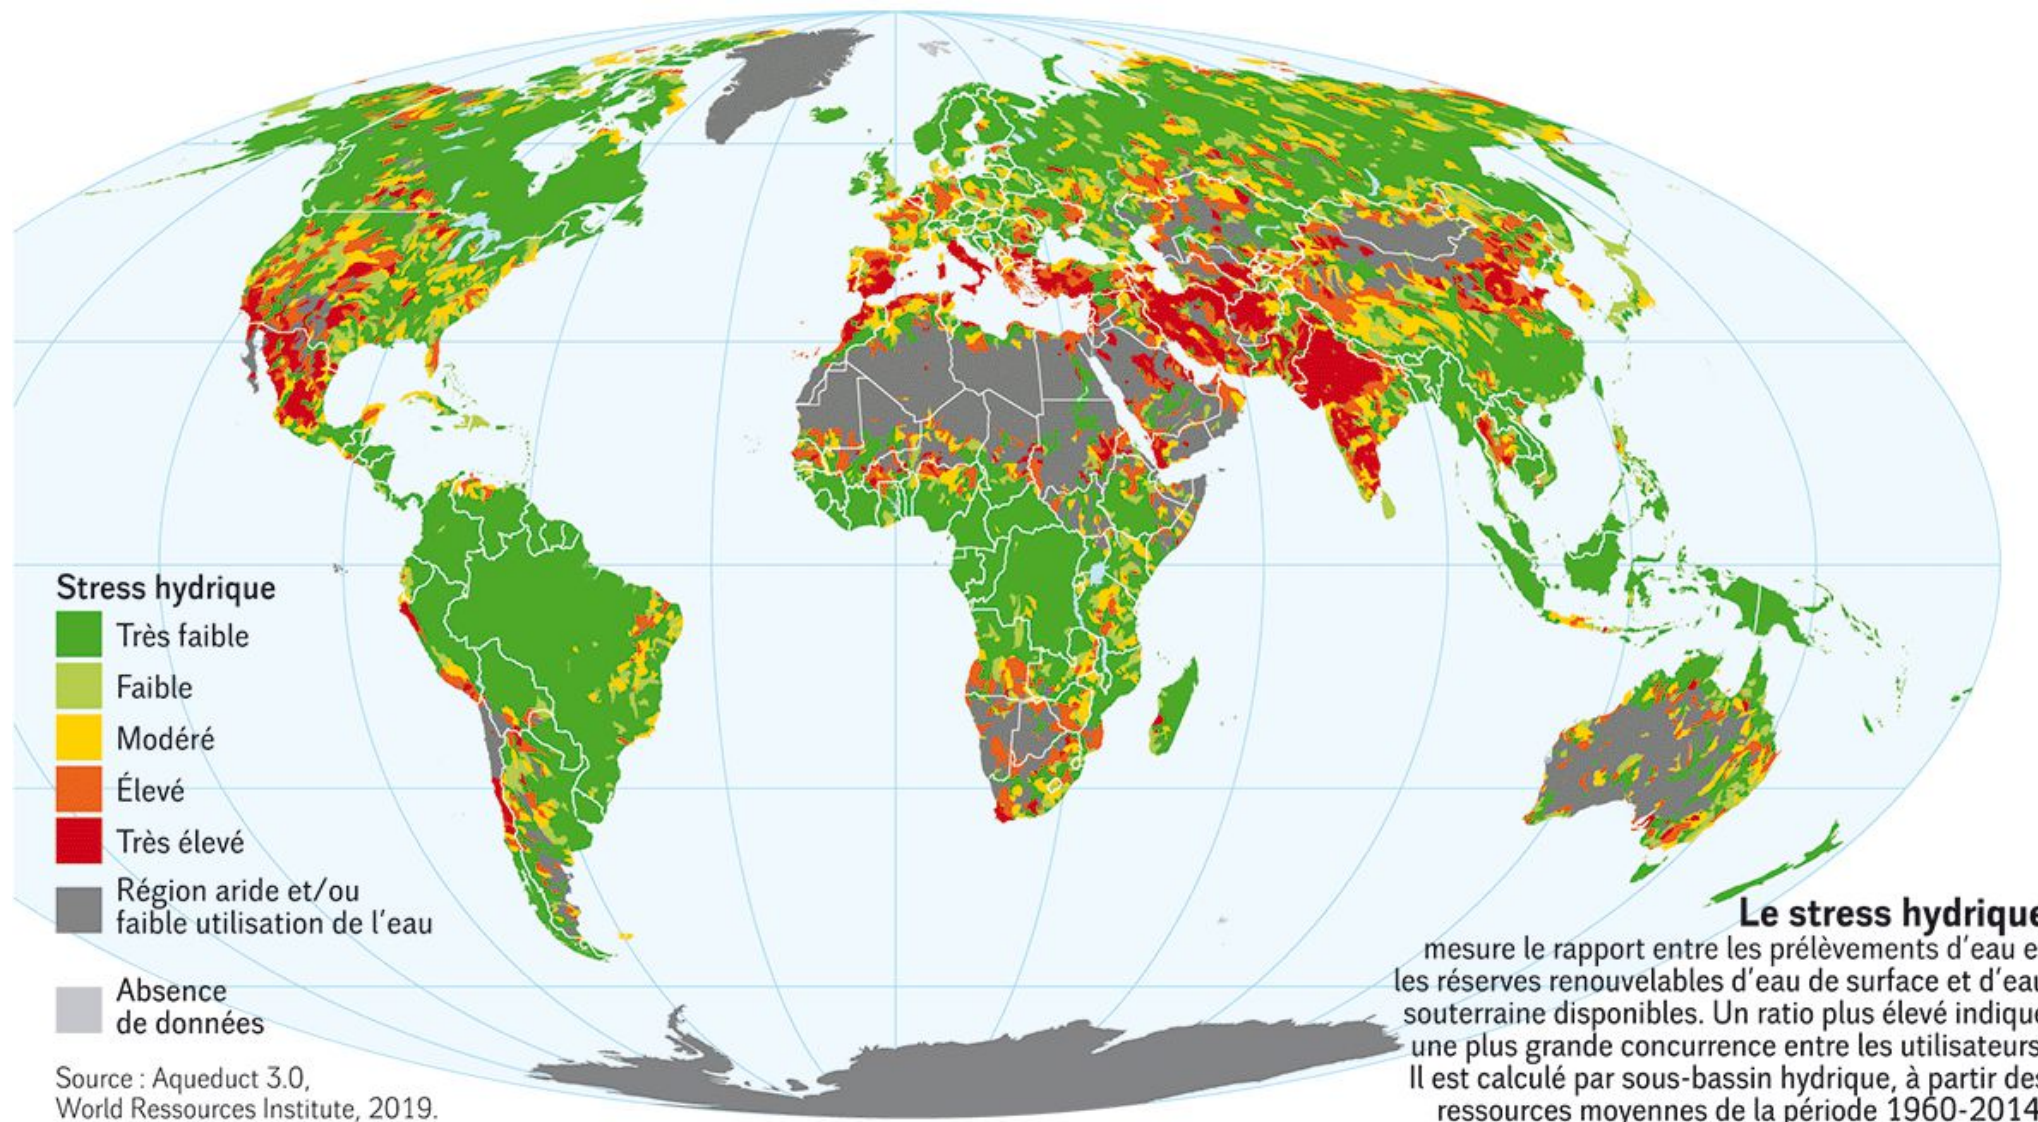 Stress hydrique
Très faible
Faible
Modéré
Élevé
Très élevé
Région aride et/ou
faible utilisation de l'eau
Absence
de données
Source : Aqueduct 3.0,
World Ressources Institute, 2019.
Le stress hydrique
mesure le rapport entre les prélèvements d'eau e
les réserves renouvelables d'eau de surface et d'eau
souterraine disponibles. Un ratio plus élevé indique
une plus grande concurrence entre les utilisateurs
Il est calculé par sous-bassin hydrique, à partir des
ressources moyennes de la période 1960-2014